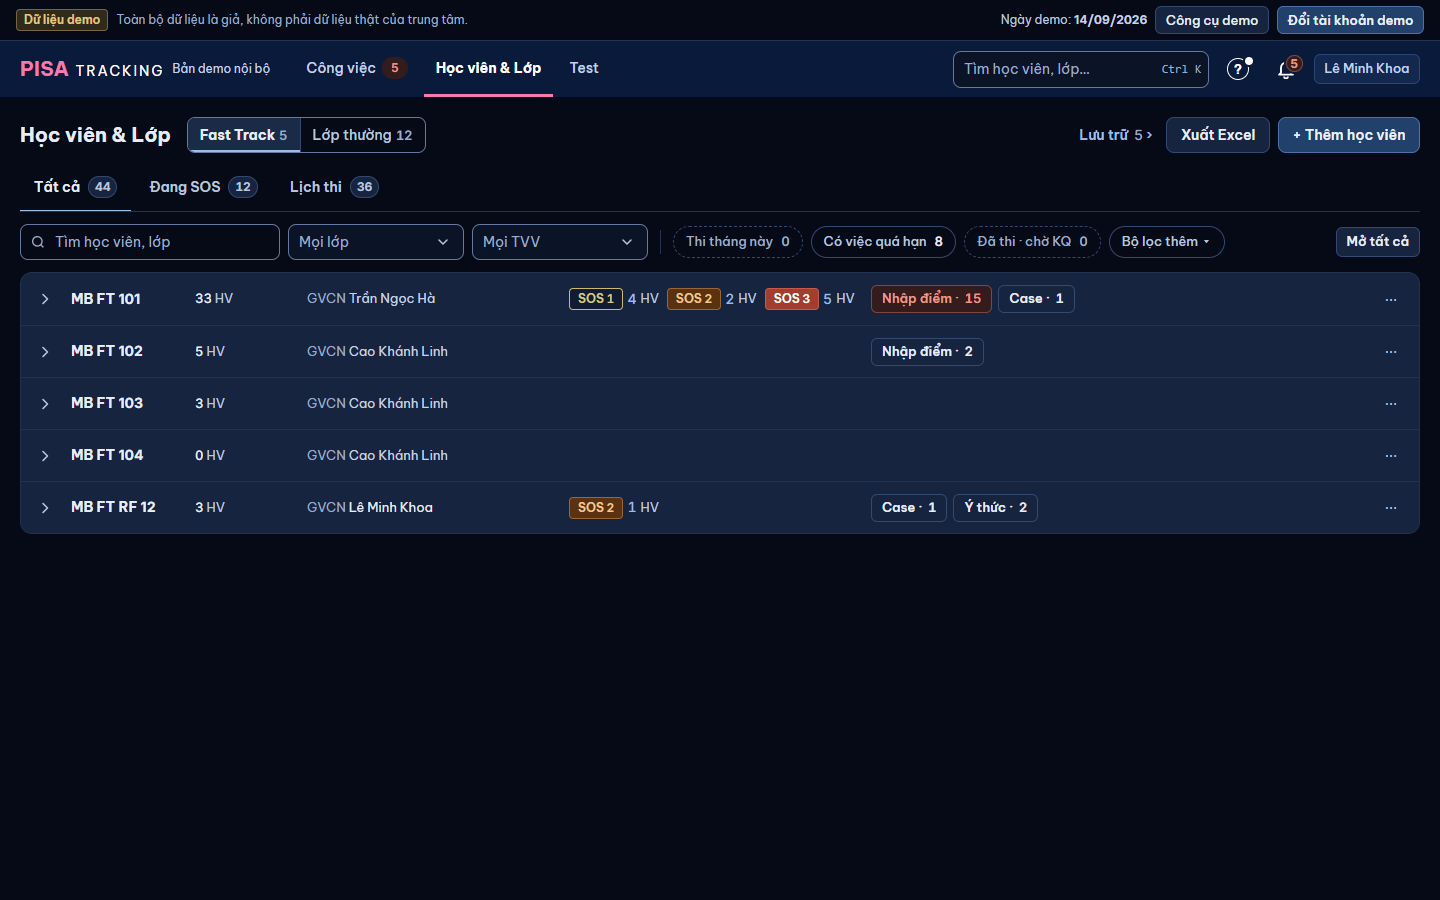 Dữ liệu demo Toàn bộ dữ liệu là giả, không phải dữ liệu thật của trung tâm. Ngày demo: 14/09/2026 Công cụ demo Đổi tài khoản demo
PISA TRACKING Bản demo nội bộ Công việc 5 Học viên & Lớp Test Tìm học viên, lớp... Ctrl K ? 5 Lê Minh Khoa
Học viên & Lớp Fast Track 5 Lớp thường 12 Lưu trữ 5 › Xuất Excel + Thêm học viên
Tất cả 44 Đang SOS 12 Lịch thi 36
Tìm học viên, lớp Mọi lớp Mọi TVV Thi tháng này 0 Có việc quá hạn 8 Đã thi · chờ KQ 0 Bộ lọc thêm Mở tất cả
MB FT 101 33 HV GVCN Trần Ngọc Hà SOS 1 4 HV SOS 2 2 HV SOS 3 5 HV Nhập điểm · 15 Case · 1 ...
MB FT 102 5 HV GVCN Cao Khánh Linh Nhập điểm · 2 ...
MB FT 103 3 HV GVCN Cao Khánh Linh ...
MB FT 104 0 HV GVCN Cao Khánh Linh ...
MB FT RF 12 3 HV GVCN Lê Minh Khoa SOS 2 1 HV Case · 1 Ý thức · 2 ...